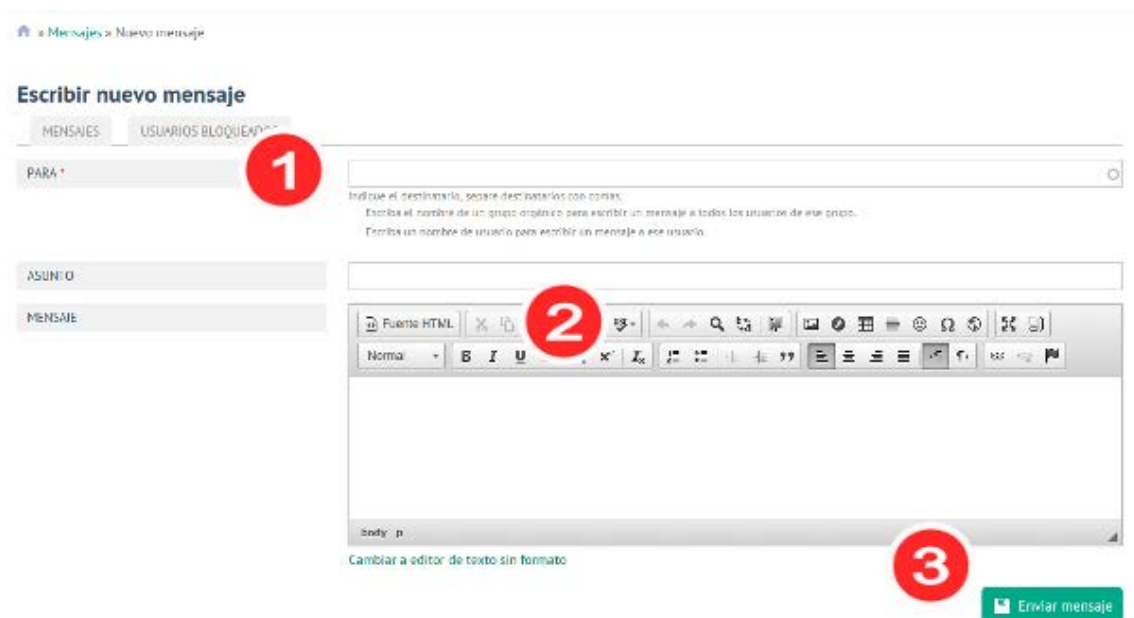 » Mensajes » Nuevo mensaje
Escribir nuevo mensaje
MENSAJES USUARIOS BLOQUEADOS
1
PARA *
Indique el destinatario, separe destinatarios con comas.
Escriba el nombre de un grupo orgánico para escribir un mensaje a todos los usuarios de ese grupo.
Escriba un nombre de usuario para escribir un mensaje a ese usuario.
ASUNTO
MENSAJE
2
Fuente HTML
Normal B I U
body p
Cambiar a editor de texto sin formato
3
Enviar mensaje